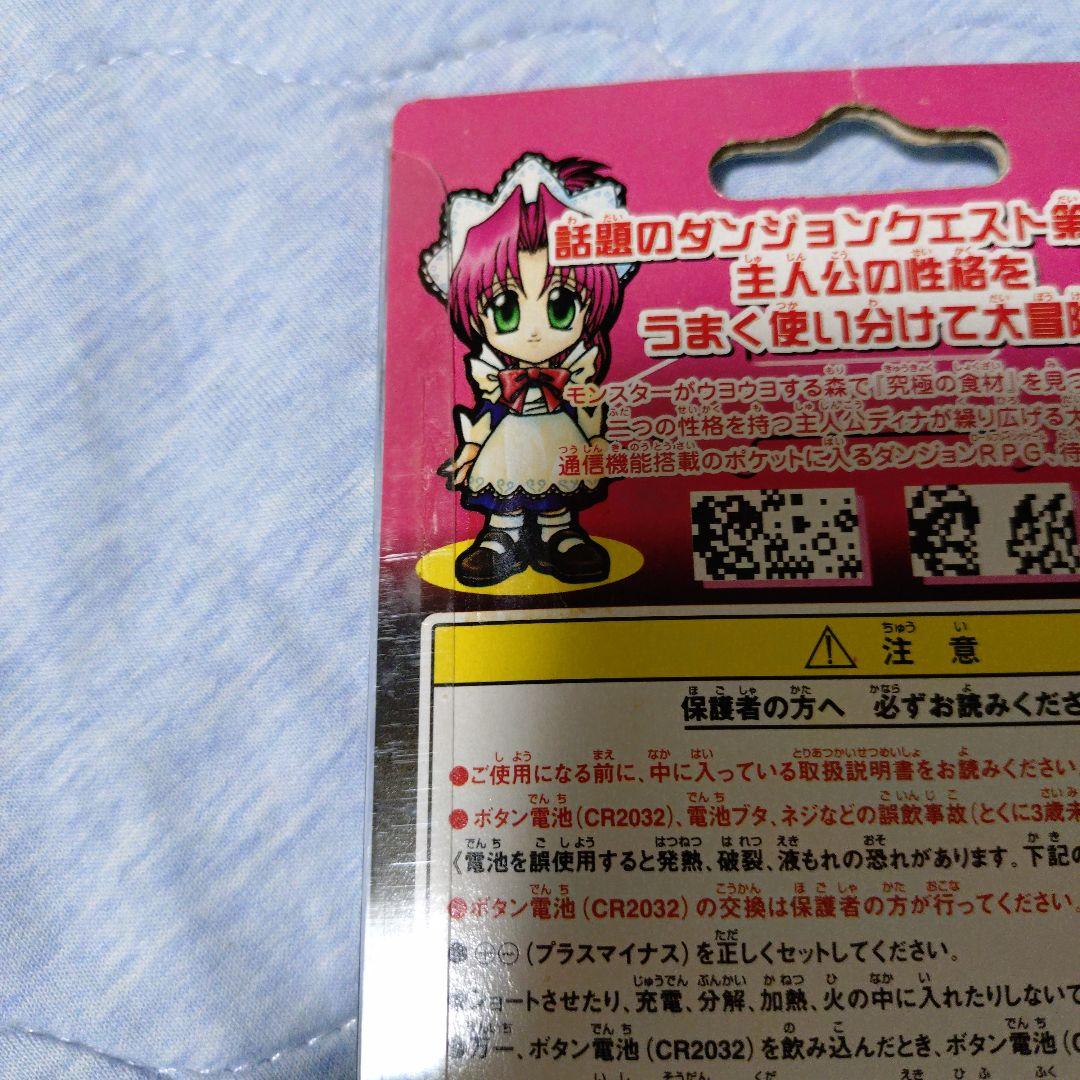 話題のダンジョンクエスト第
主人公の性格を
うまく使い分けて大冒険
モンスターがウヨウヨする森で『究極の食材』を見つ
二つの性格を持つ主人公ディナが繰り広げる大
通信機能搭載のポケットに入るダンジョンRPG、待
⚠ 注意
保護者の方へ 必ずお読みくださ
●ご使用になる前に、中に入っている取扱説明書をお読みください
●ボタン電池(CR2032)、電池ブタ、ネジなどの誤飲事故(とくに3歳未
《電池を誤使用すると発熱、破裂、液もれの恐れがあります。下記の
●ボタン電池(CR2032)の交換は保護者の方が行ってください。
●⊕⊖(プラスマイナス)を正しくセットしてください。
●ショートさせたり、充電、分解、加熱、火の中に入れたりしないで
●万一、ボタン電池(CR2032)を飲み込んだとき、ボタン電池(C